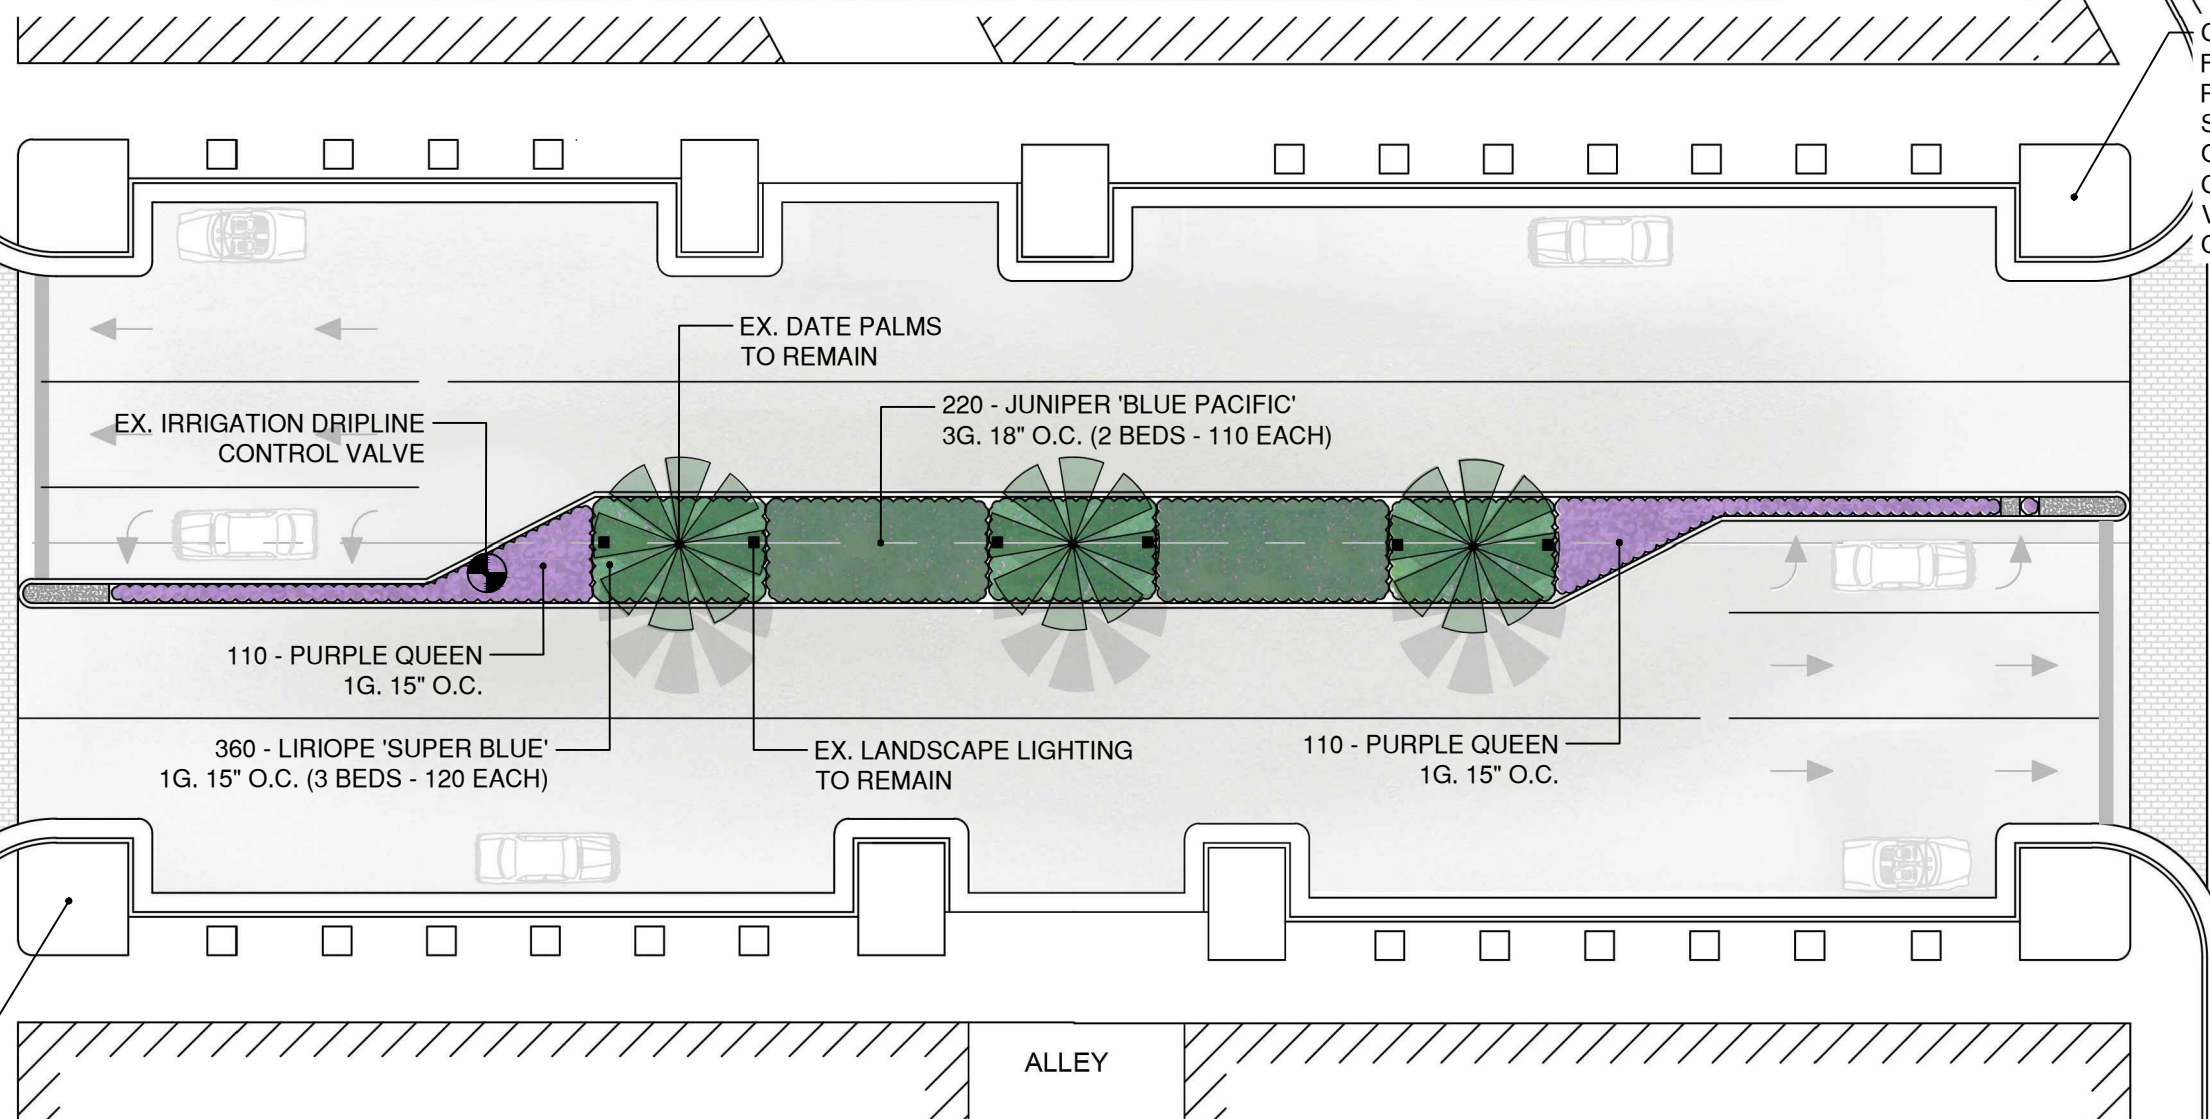 EX. DATE PALMS
TO REMAIN
220 - JUNIPER 'BLUE PACIFIC'
3G. 18" O.C. (2 BEDS - 110 EACH)
EX. IRRIGATION DRIPLINE
CONTROL VALVE
110 - PURPLE QUEEN
1G. 15" O.C.
360 - LIRIOPE 'SUPER BLUE'
1G. 15" O.C. (3 BEDS - 120 EACH)
EX. LANDSCAPE LIGHTING
TO REMAIN
110 - PURPLE QUEEN
1G. 15" O.C.
ALLEY